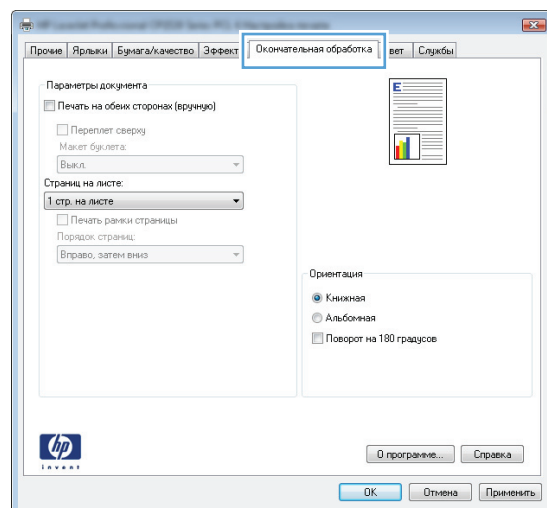 Прочие Ярлыки Бумага/качество Эффект Окончательная обработка вет Службы
Параметры документа
Печать на обеих сторонах (вручную)
Переплет сверху
Макет буклета:
Выкл.
Страниц на листе:
1 стр. на листе
Печать рамки страницы
Порядок страниц:
Вправо, затем вниз
E
Ориентация
Книжная
Альбомная
Поворот на 180 градусов
hp
invent
О программе... Справка
ОК Отмена Применить